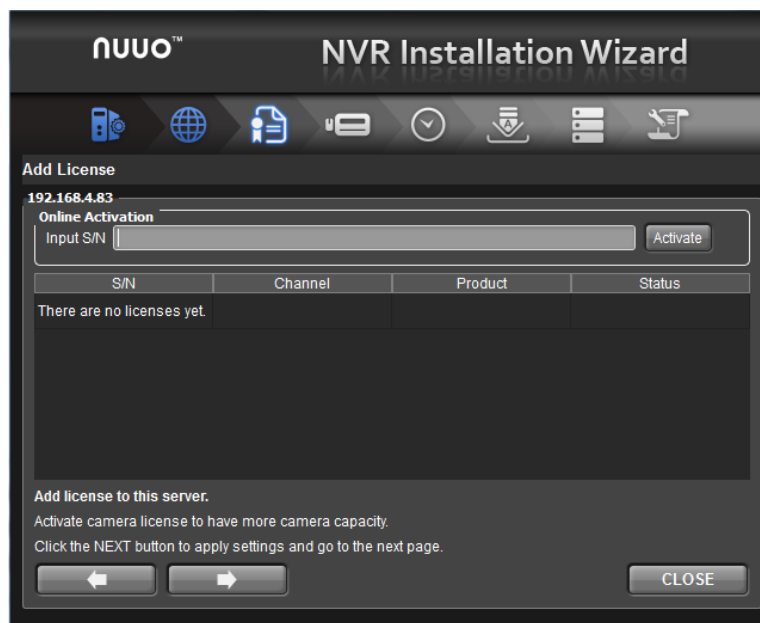 nuuo™
NVR Installation Wizard
Add License
192.168.4.83
Online Activation
Input S/N
Activate
S/N Channel Product Status
There are no licenses yet.
Add license to this server.
Activate camera license to have more camera capacity.
Click the NEXT button to apply settings and go to the next page.
CLOSE